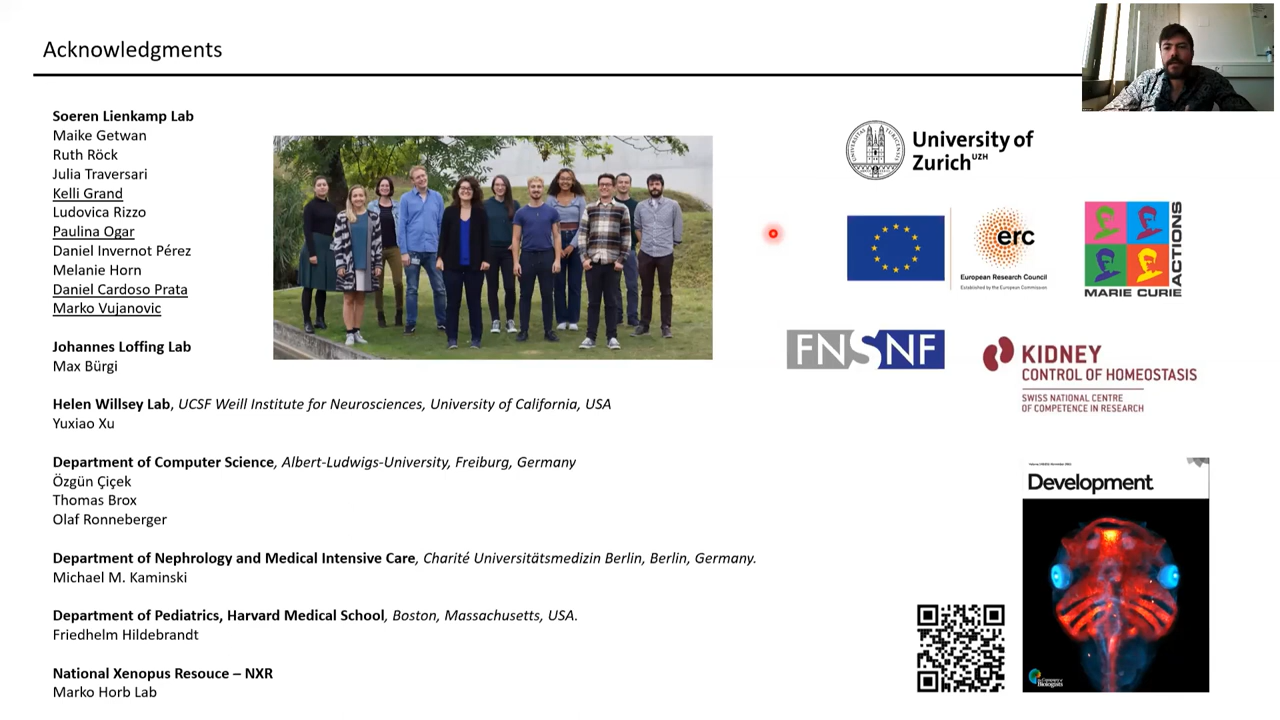 Acknowledgments
Soeren Lienkamp Lab
Maike Getwan
Ruth Röck
Julia Traversari
Kelli Grand
Ludovica Rizzo
Paulina Ogar
Daniel Invernot Pérez
Melanie Horn
Daniel Cardoso Prata
Marko Vujanovic
Johannes Loffing Lab
Max Bürgi
Helen Willsey Lab, UCSF Weill Institute for Neurosciences, University of California, USA
Yuxiao Xu
Department of Computer Science, Albert-Ludwigs-University, Freiburg, Germany
Özgün Çiçek
Thomas Brox
Olaf Ronneberger
Department of Nephrology and Medical Intensive Care, Charité Universitätsmedizin Berlin, Berlin, Germany.
Michael M. Kaminski
Department of Pediatrics, Harvard Medical School, Boston, Massachusetts, USA.
Friedhelm Hildebrandt
National Xenopus Resouce – NXR
Marko Horb Lab
University of
Zurich UZH
erc
European Research Council
Established by the European Commission
MARIE CURIE
ACTIONS
FNSNF
KIDNEY
CONTROL OF HOMEOSTASIS
SWISS NATIONAL CENTRE
OF COMPETENCE IN RESEARCH
Development